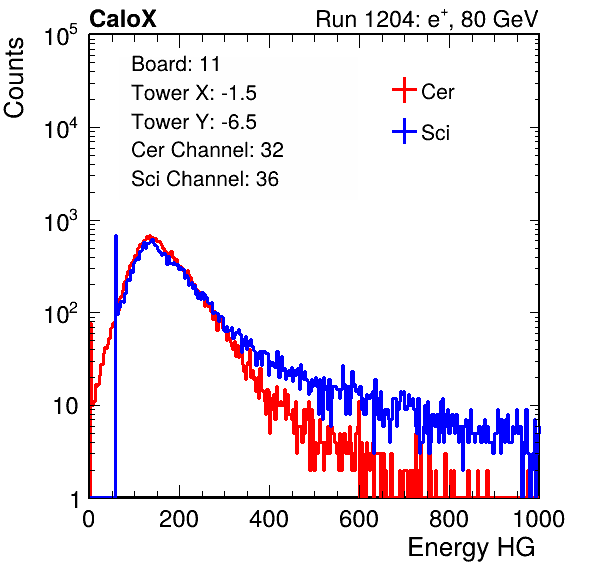 CaloX Run 1204: e⁺, 80 GeV
Counts
Board: 11
Tower X: -1.5
Tower Y: -6.5
Cer Channel: 32
Sci Channel: 36
Cer
Sci
10⁵
10⁴
10³
10²
10
1
0 200 400 600 800 1000
Energy HG